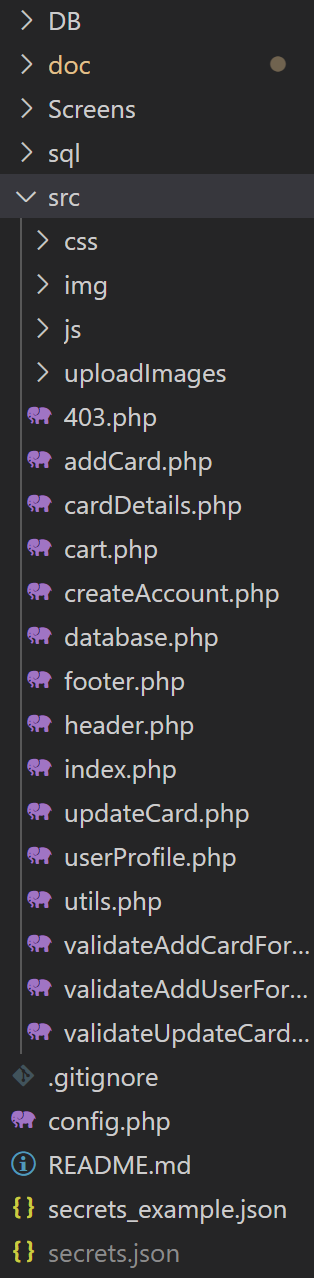 DB
doc
Screens
sql
src
css
img
js
uploadImages
403.php
addCard.php
cardDetails.php
cart.php
createAccount.php
database.php
footer.php
header.php
index.php
updateCard.php
userProfile.php
utils.php
validateAddCardFor...
validateAddUserFor...
validateUpdateCard...
.gitignore
config.php
README.md
secrets_example.json
secrets.json